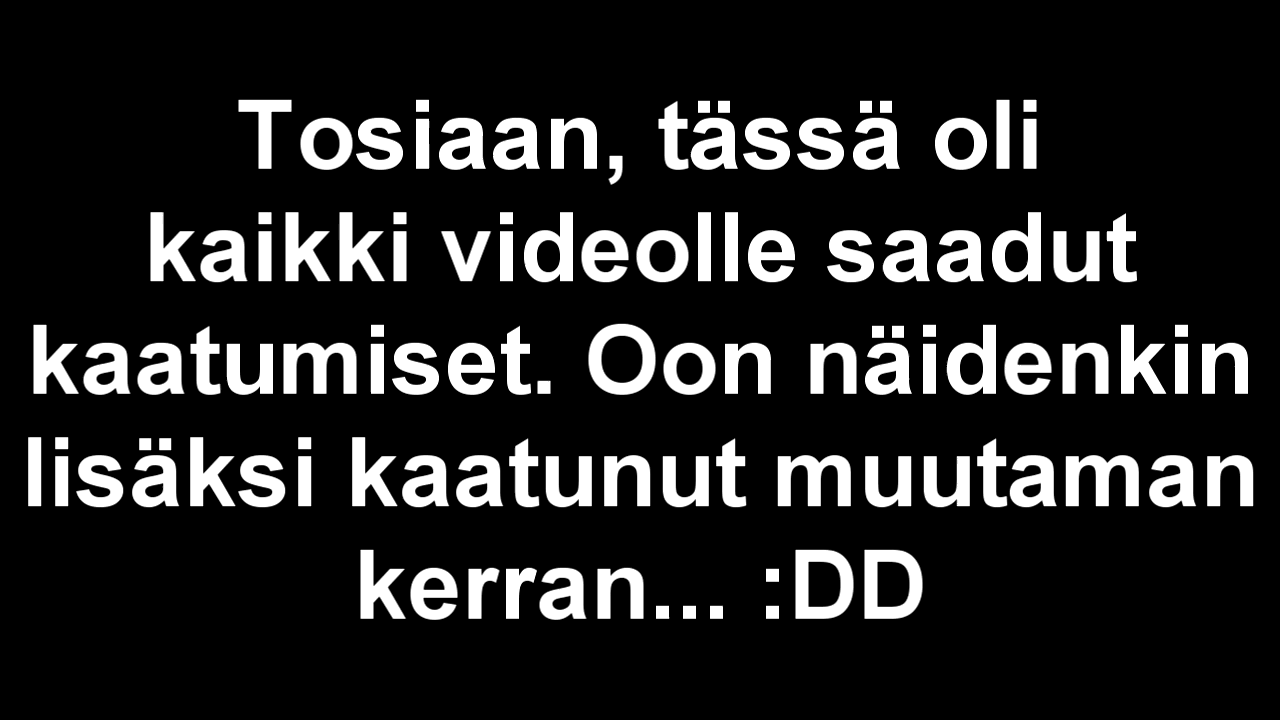 Tosiaan, tässä oli
kaikki videolle saadut
kaatumiset. Oon näidenkin
lisäksi kaatunut muutaman
kerran... :DD